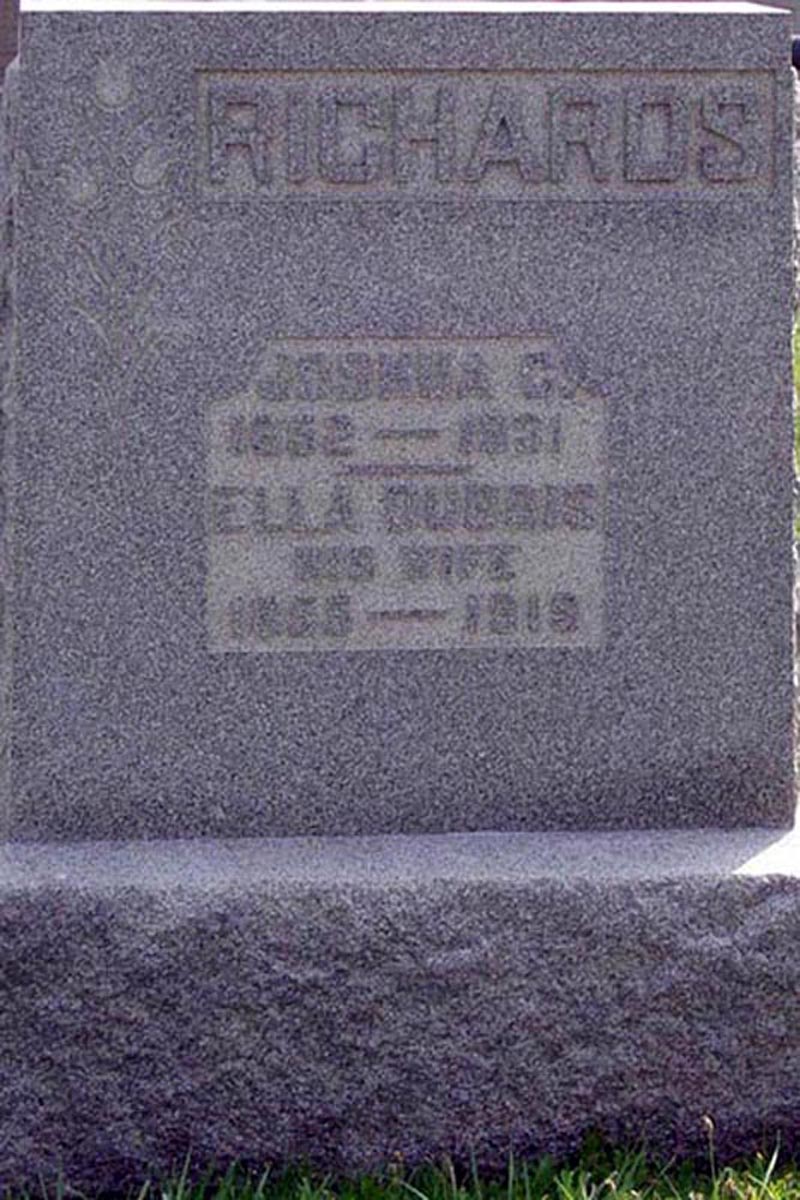 RICHARDS
JOSHUA C.
1852 — 1931
ELLA DUBOIS
HIS WIFE
1855 — 1919